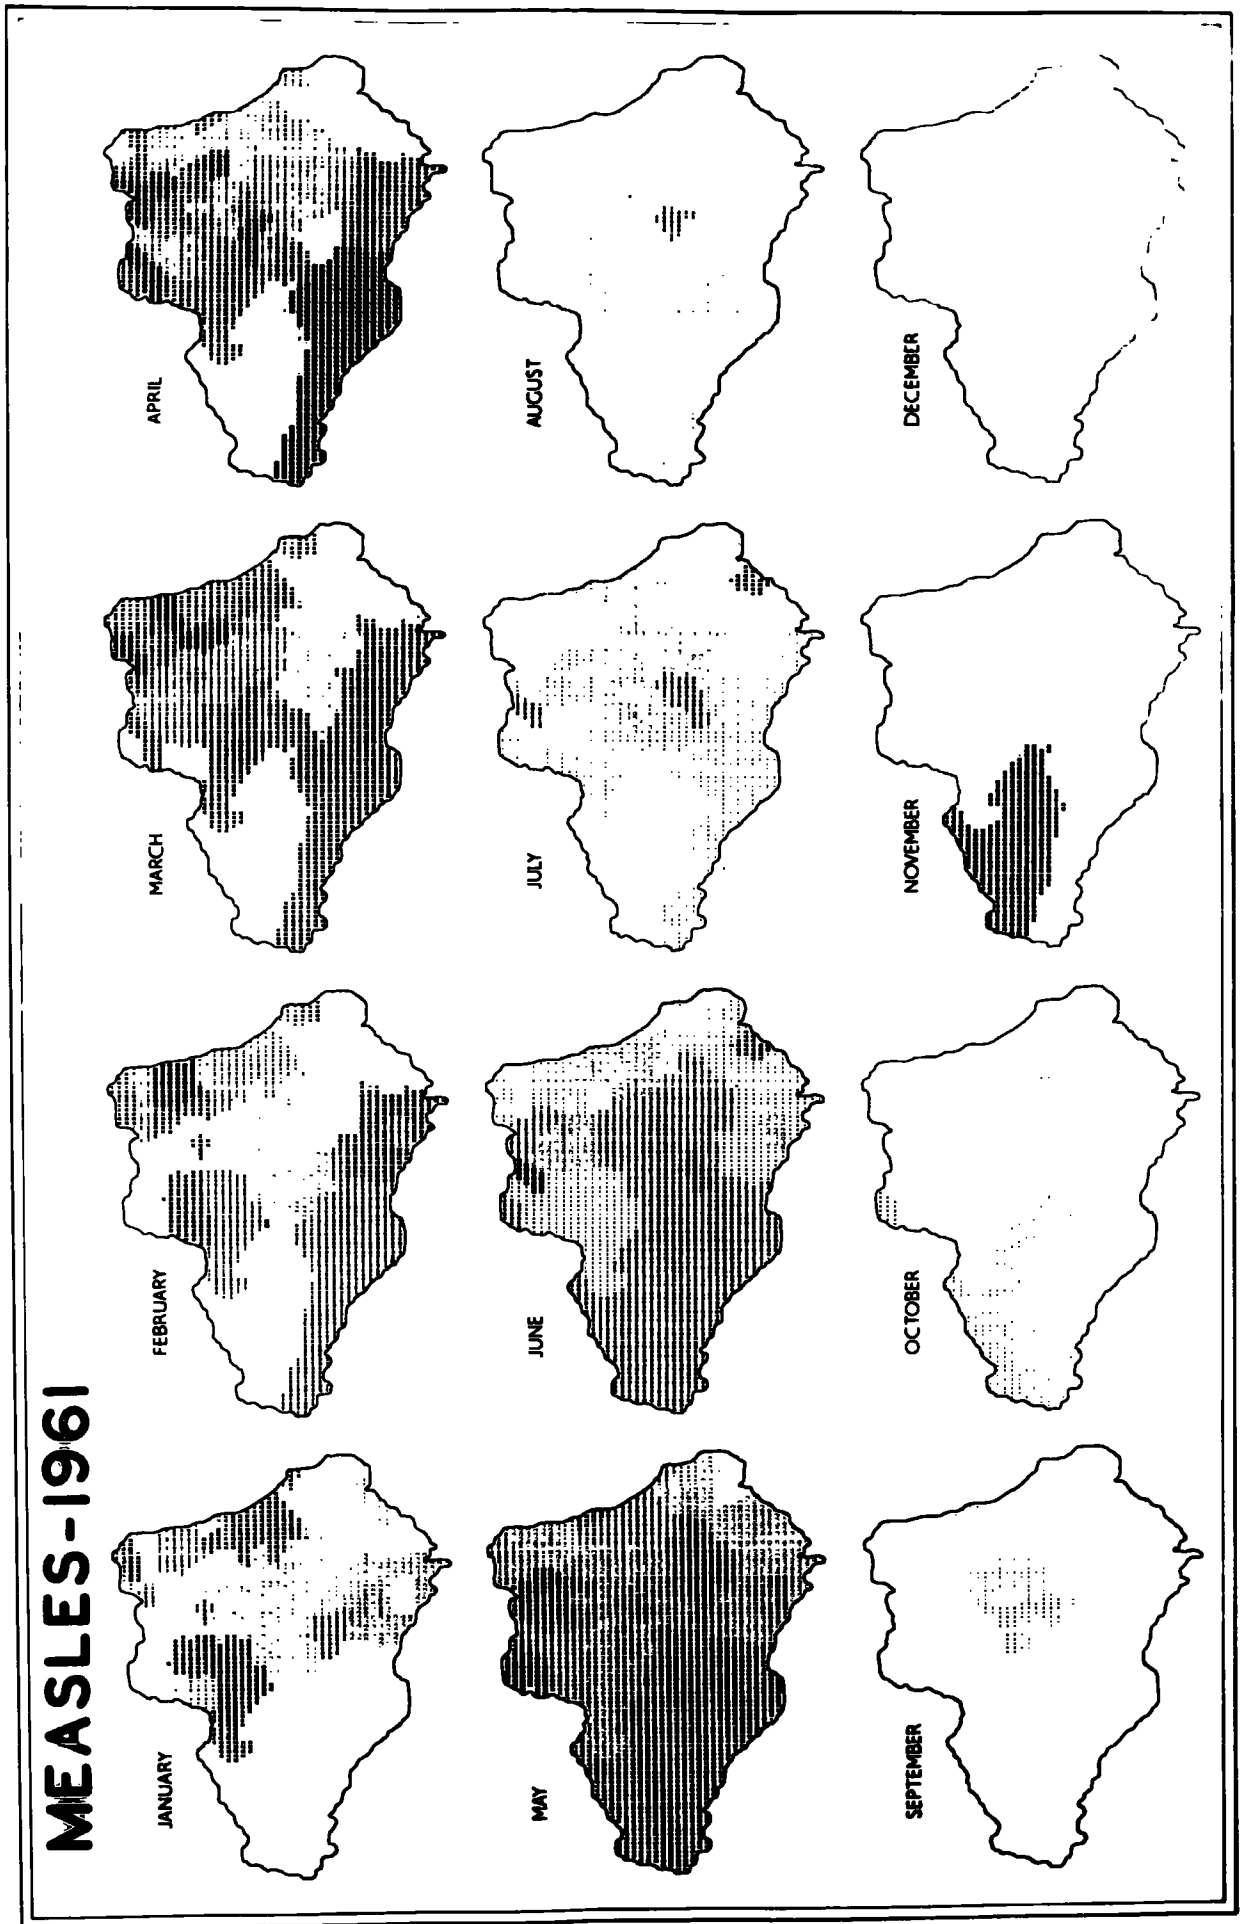 MEASLES-1961
JANUARY
FEBRUARY
MARCH
APRIL
MAY
JUNE
JULY
AUGUST
SEPTEMBER
OCTOBER
NOVEMBER
DECEMBER